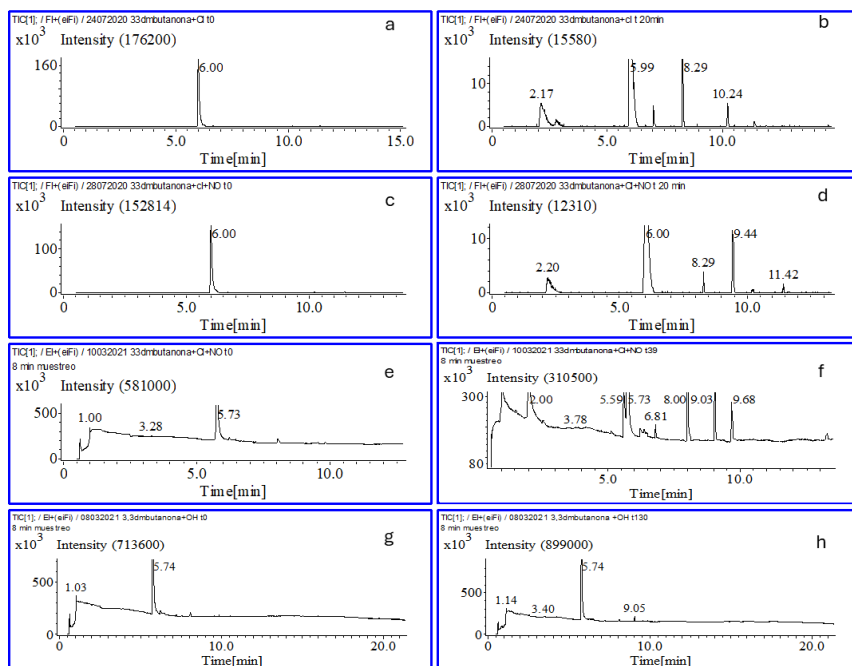 TIC[1]; / FI+(eiFi) / 24072020 33dmbutanona+Cl t0
a
x10³ Intensity (176200)
160
6.00
0
0 5.0 10.0 15.0
Time[min]
TIC[1]; / FI+(eiFi) / 24072020 33dmbutanona+cl t 20min
b
x10³ Intensity (15580)
5.99 8.29
10
2.17 10.24
0
0 5.0 10.0
Time[min]
TIC[1]; / FI+(eiFi) / 28072020 33dmbutanona+cl+NO t0
c
x10³ Intensity (152814)
6.00
100
0
0 5.0 10.0
Time[min]
TIC[1]; / FI+(eiFi) / 28072020 33dmbutanona+Cl+NO t 20 min
d
x10³ Intensity (12310)
10
6.00 9.44
2.20 8.29 11.42
0
0 5.0 10.0
Time[min]
TIC[1]; / EI+(eiFi) / 10032021 33dmbutanona+Cl+NO t0
8 min muestreo
e
x10³ Intensity (581000)
500
1.00 3.28 5.73
0
0 5.0 10.0
Time[min]
TIC[1]; / EI+(eiFi) / 10032021 33dmbutanona+Cl+NO t39
8 min muestreo
f
x10³ Intensity (310500)
300
2.00 5.59 5.73 8.00 9.03 9.68
3.78 6.81
80
5.0 10.0
Time[min]
TIC[1]; / EI+(eiFi) / 08032021 3,3dmbutanona+OH t0
8 min muestreo
g
x10³ Intensity (713600)
5.74
500
1.03
0
0 10.0 20.0
Time[min]
TIC[1]; / EI+(eiFi) / 08032021 3,3dmbutanona +OH t130
8 min muestreo
h
x10³ Intensity (899000)
5.74
500
1.14 3.40 9.05
0
0 10.0 20.0
Time[min]